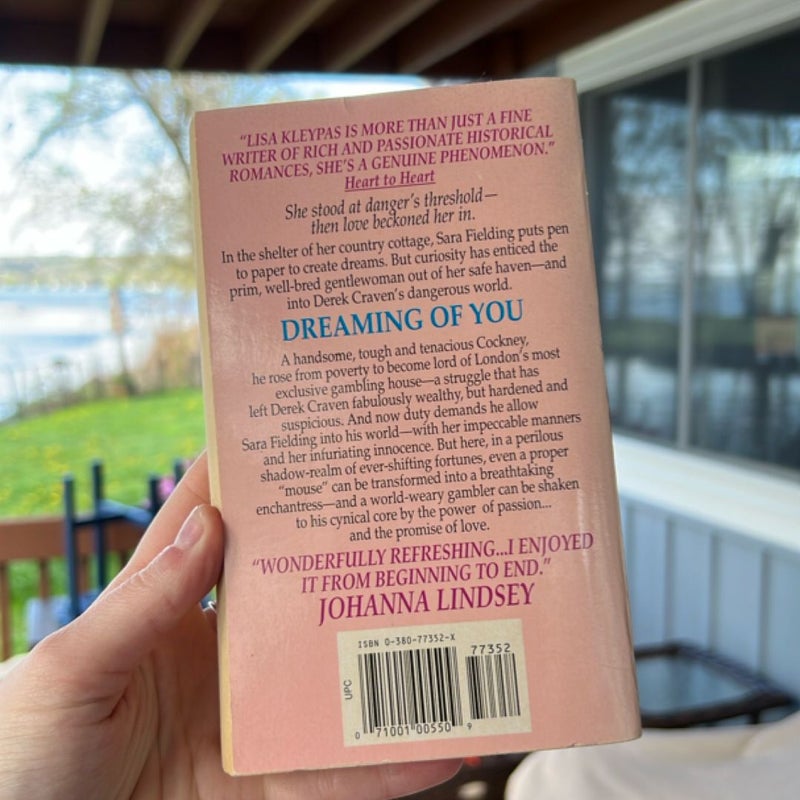 "LISA KLEYPAS IS MORE THAN JUST A FINE
WRITER OF RICH AND PASSIONATE HISTORICAL
ROMANCES, SHE'S A GENUINE PHENOMENON."
Heart to Heart
She stood at danger's threshold—
then love beckoned her in.
In the shelter of her country cottage, Sara Fielding puts pen
to paper to create dreams. But curiosity has enticed the
prim, well-bred gentlewoman out of her safe haven—and
into Derek Craven's dangerous world.
DREAMING OF YOU
A handsome, tough and tenacious Cockney,
he rose from poverty to become lord of London's most
exclusive gambling house—a struggle that has
left Derek Craven fabulously wealthy, but hardened and
suspicious. And now duty demands he allow
Sara Fielding into his world—with her impeccable manners
and her infuriating innocence. But here, in a perilous
shadow-realm of ever-shifting fortunes, even a proper
"mouse" can be transformed into a breathtaking
enchantress—and a world-weary gambler can be shaken
to his cynical core by the power of passion...
and the promise of love.
"WONDERFULLY REFRESHING...I ENJOYED
IT FROM BEGINNING TO END."
JOHANNA LINDSEY
ISBN 0-380-77352-X
77352
UPC
0 71001 00550 9